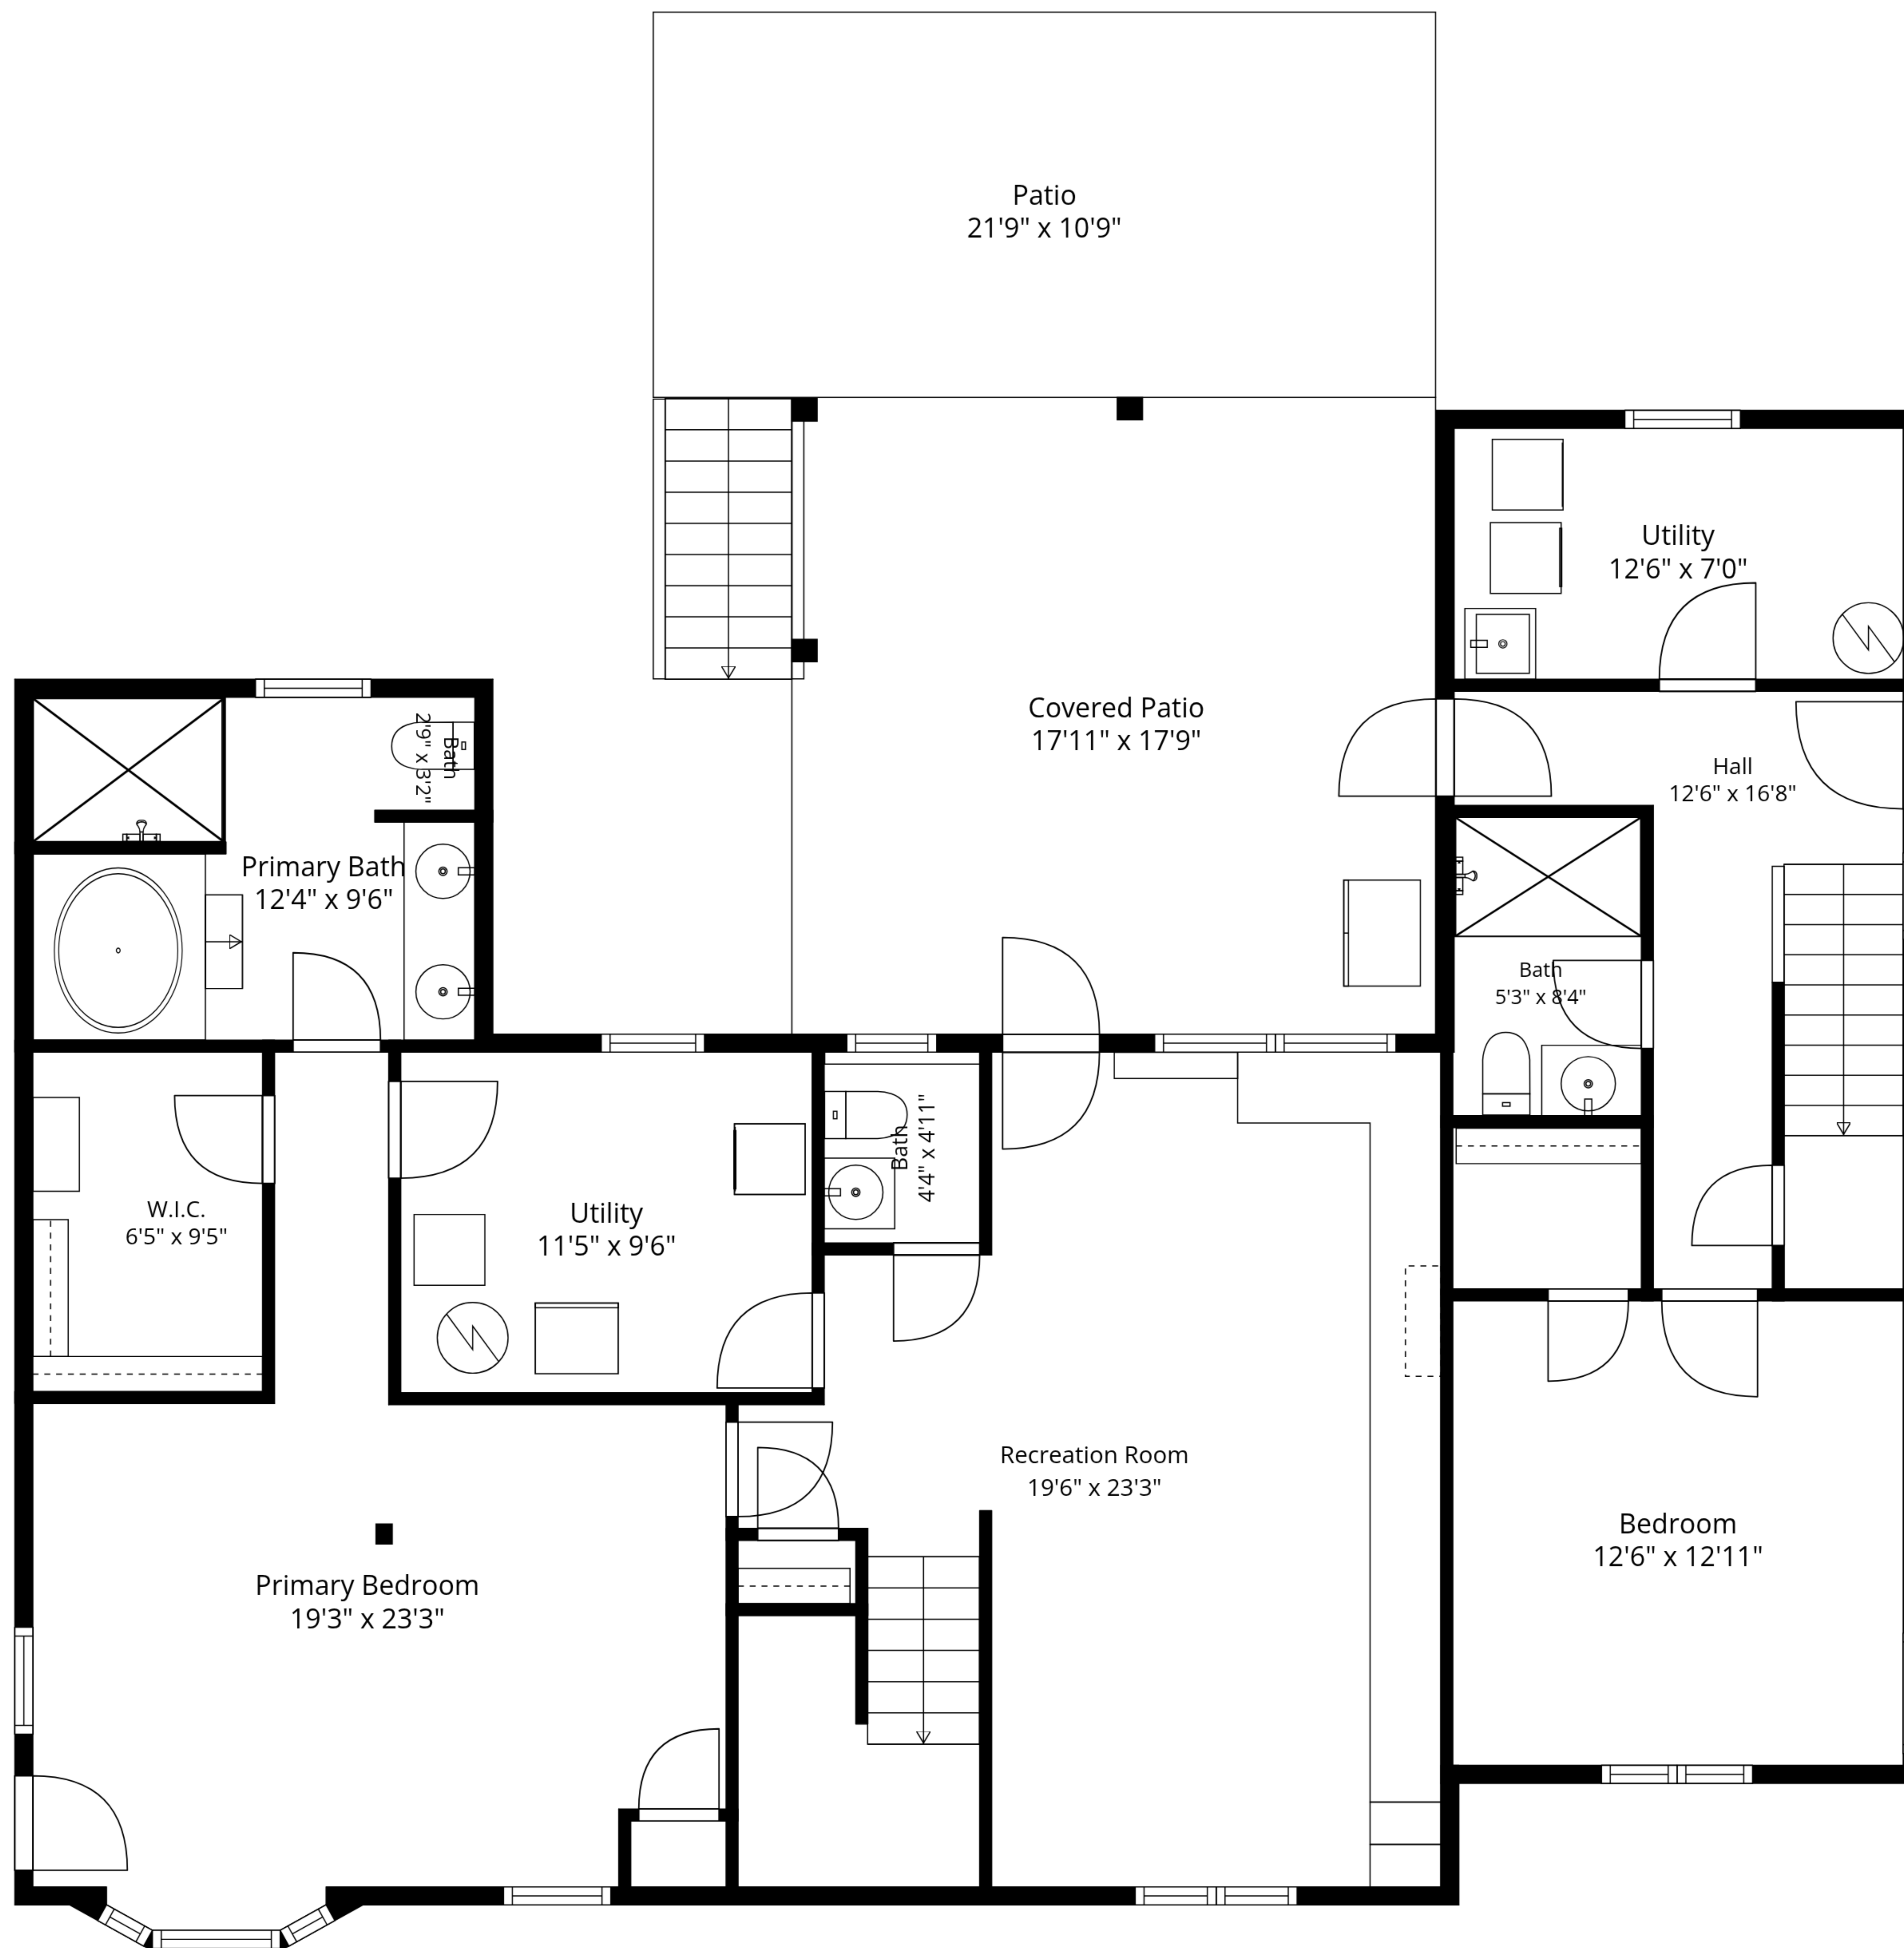 Patio
21'9" x 10'9"
Utility
12'6" x 7'0"
Covered Patio
17'11" x 17'9"
Hall
12'6" x 16'8"
Bath
2'9" x 3'2"
Primary Bath
12'4" x 9'6"
Bath
5'3" x 8'4"
Bath
4'4" x 4'11"
W.I.C.
6'5" x 9'5"
Utility
11'5" x 9'6"
Recreation Room
19'6" x 23'3"
Bedroom
12'6" x 12'11"
Primary Bedroom
19'3" x 23'3"